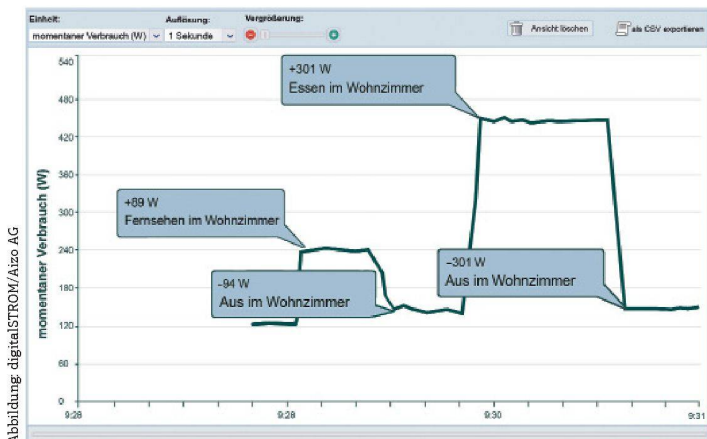 Einheit:
Auflösung:
Vergrößerung:
momentaner Verbrauch (W)
1 Sekunde
Ansicht löschen
als CSV exportieren
540
480
420
360
300
240
180
120
60
0
momentaner Verbrauch (W)
+301 W
Essen im Wohnzimmer
+89 W
Fernsehen im Wohnzimmer
-94 W
Aus im Wohnzimmer
-301 W
Aus im Wohnzimmer
9:28
9:28
9:30
9:31
Abbildung: digitalSTROM/Aizo AG